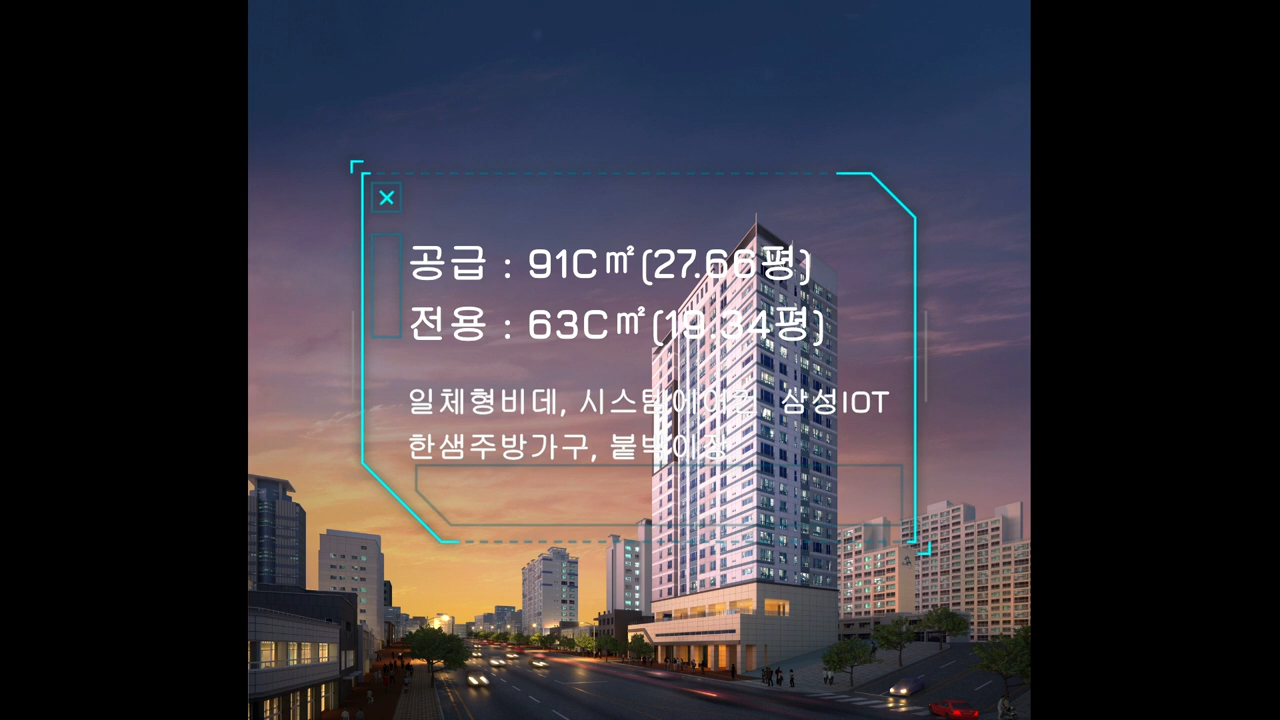 공급 : 91C㎡(27.66평)
전용 : 63C㎡(19.34평)
일체형비데, 시스템에어컨, 삼성IOT
한샘주방가구, 붙박이장